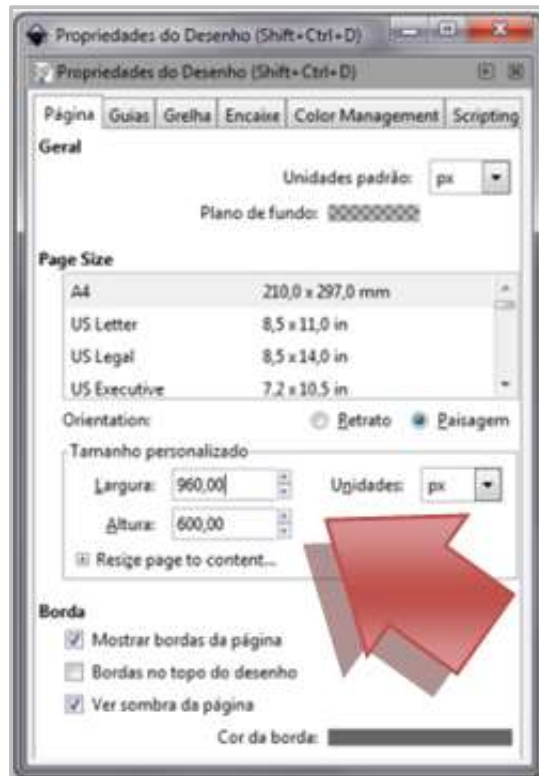 Propriedades do Desenho (Shift+Ctrl+D)
Propriedades do Desenho (Shift+Ctrl+D)
Página Guias Grelha Encaixe Color Management Scripting
Geral
Unidades padrão: px
Plano de fundo:
Page Size
A4 210,0 x 297,0 mm
US Letter 8,5 x 11,0 in
US Legal 8,5 x 14,0 in
US Executive 7,2 x 10,5 in
Orientation: Retrato Paisagem
Tamanho personalizado
Largura: 960,00 Unidades: px
Altura: 600,00
Resize page to content...
Borda
Mostrar bordas da página
Bordas no topo do desenho
Ver sombra da página
Cor da borda: